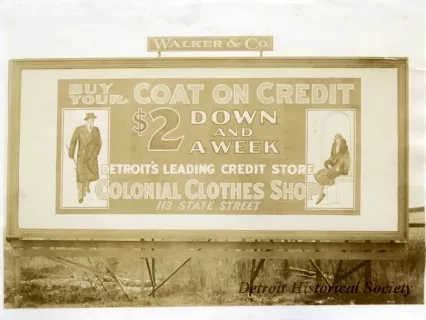 WALKER & CO.
BUY YOUR COAT ON CREDIT
$2 DOWN
AND
A WEEK
DETROIT'S LEADING CREDIT STORE
COLONIAL CLOTHES SHOP
113 STATE STREET
Detroit Historical Society